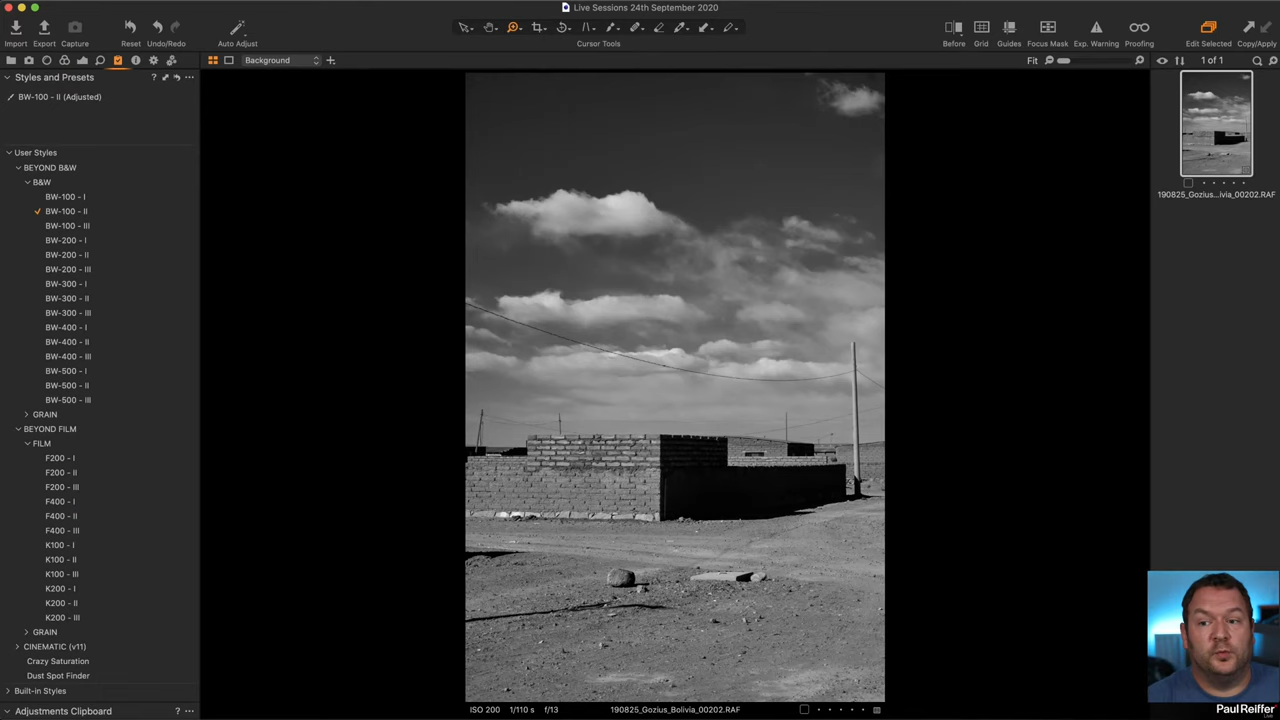 Live Sessions 24th September 2020
Import
Export
Capture
Reset
Undo/Redo
Auto Adjust
Cursor Tools
Before
Grid
Guides
Focus Mask
Exp. Warning
Proofing
Edit Selected
Copy/Apply
Background
Fit
1 of 1
Styles and Presets
?
BW-100 - II (Adjusted)
User Styles
BEYOND B&W
B&W
BW-100 - I
BW-100 - II
BW-100 - III
BW-200 - I
BW-200 - II
BW-200 - III
BW-300 - I
BW-300 - II
BW-300 - III
BW-400 - I
BW-400 - II
BW-400 - III
BW-500 - I
BW-500 - II
BW-500 - III
GRAIN
BEYOND FILM
FILM
F200 - I
F200 - II
F200 - III
F400 - I
F400 - II
F400 - III
K100 - I
K100 - II
K100 - III
K200 - I
K200 - II
K200 - III
GRAIN
CINEMATIC (v11)
Crazy Saturation
Dust Spot Finder
Built-in Styles
Adjustments Clipboard
?
ISO 200 1/110 s f/13
190825_Gozius_Bolivia_00202.RAF
190825_Gozius...ivia_00202.RAF
PaulReiffer
Live